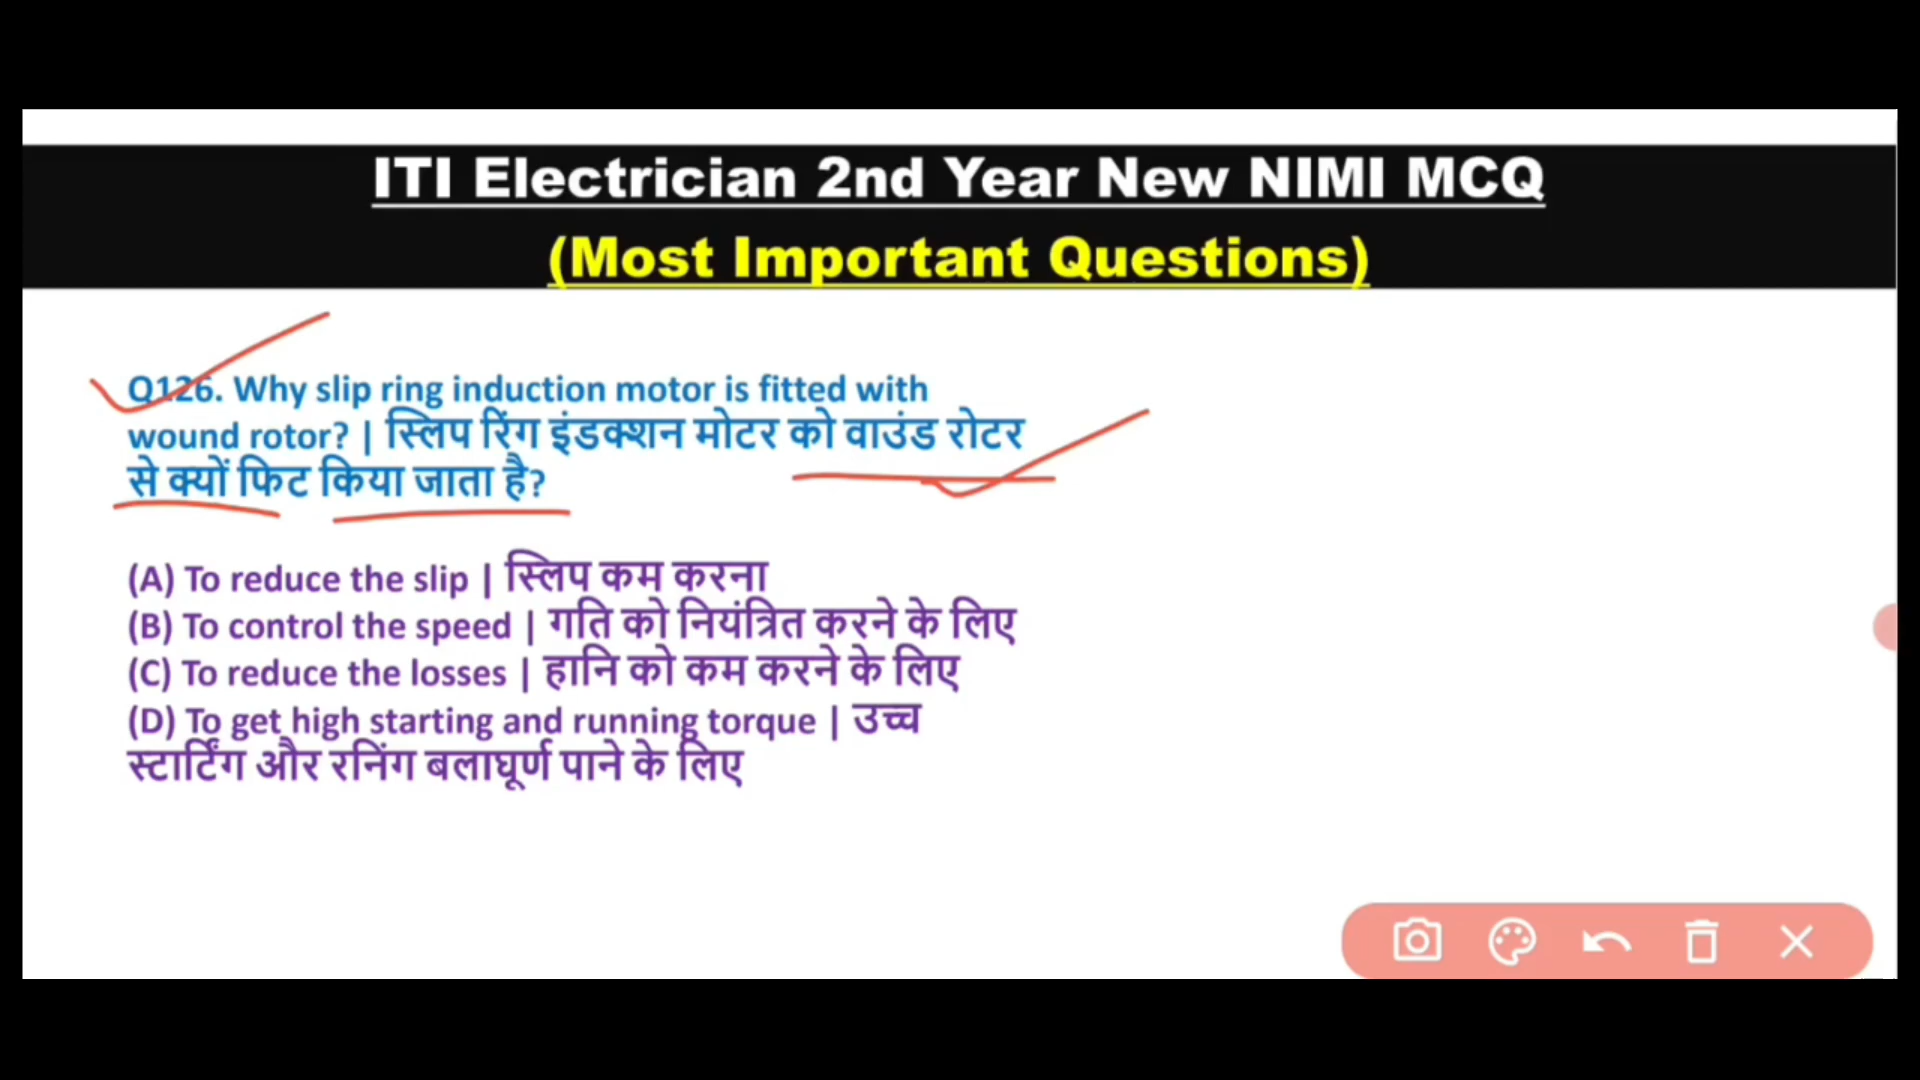 ITI Electrician 2nd Year New NIMI MCQ
(Most Important Questions)
Q126. Why slip ring induction motor is fitted with
wound rotor? | स्लिप रिंग इंडक्शन मोटर को वाउंड रोटर
से क्यों फिट किया जाता है?
(A) To reduce the slip | स्लिप कम करना
(B) To control the speed | गति को नियंत्रित करने के लिए
(C) To reduce the losses | हानि को कम करने के लिए
(D) To get high starting and running torque | उच्च
स्टार्टिंग और रनिंग बलाघूर्ण पाने के लिए